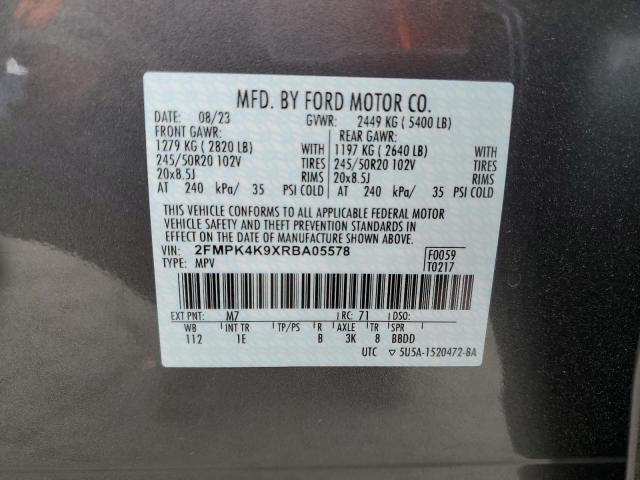 MFD. BY FORD MOTOR CO.
DATE: 08/23 GVWR: 2449 KG ( 5400 LB)
FRONT GAWR: REAR GAWR:
1279 KG ( 2820 LB) WITH 1197 KG ( 2640 LB) WITH
245/50R20 102V TIRES 245/50R20 102V TIRES
20x8.5J RIMS 20x8.5J RIMS
AT 240 kPa/ 35 PSI COLD AT 240 kPa/ 35 PSI COLD
THIS VEHICLE CONFORMS TO ALL APPLICABLE FEDERAL MOTOR
VEHICLE SAFETY AND THEFT PREVENTION STANDARDS IN
EFFECT ON THE DATE OF MANUFACTURE SHOWN ABOVE.
VIN: 2FMPK4K9XRBA05578 F0059
TYPE: MPV T0217
EXT PNT: M7 RC: 71 DSO:
WB INT TR TP/PS R AXLE TR SPR
112 1E B 3K 8 BBDD
UTC ▽ 5U5A-1520472-BA